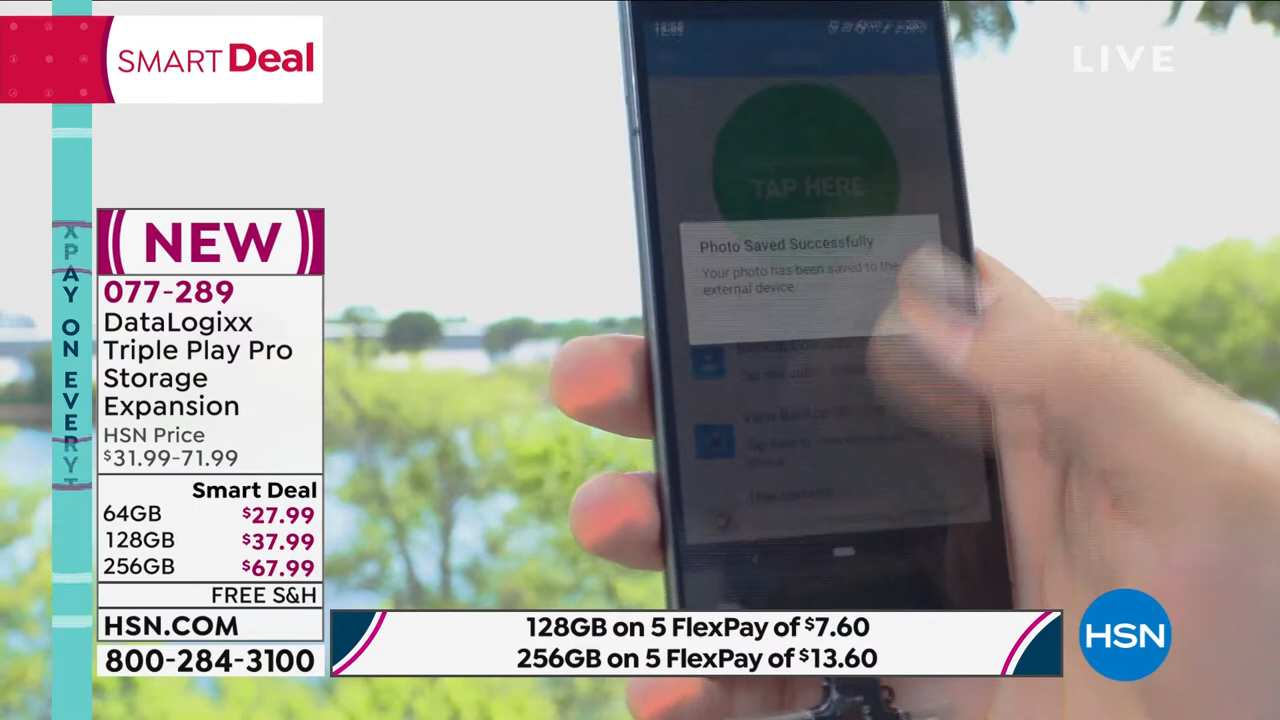 SMART Deal
LIVE
XPAY ON EVERY
NEW
077-289
DataLogixx
Triple Play Pro
Storage
Expansion
HSN Price
$31.99-71.99
Smart Deal
64GB $27.99
128GB $37.99
256GB $67.99
FREE S&H
HSN.COM
800-284-3100
TAP HERE
Photo Saved Successfully
Your photo has been saved to the
external device
128GB on 5 FlexPay of $7.60
256GB on 5 FlexPay of $13.60
HSN